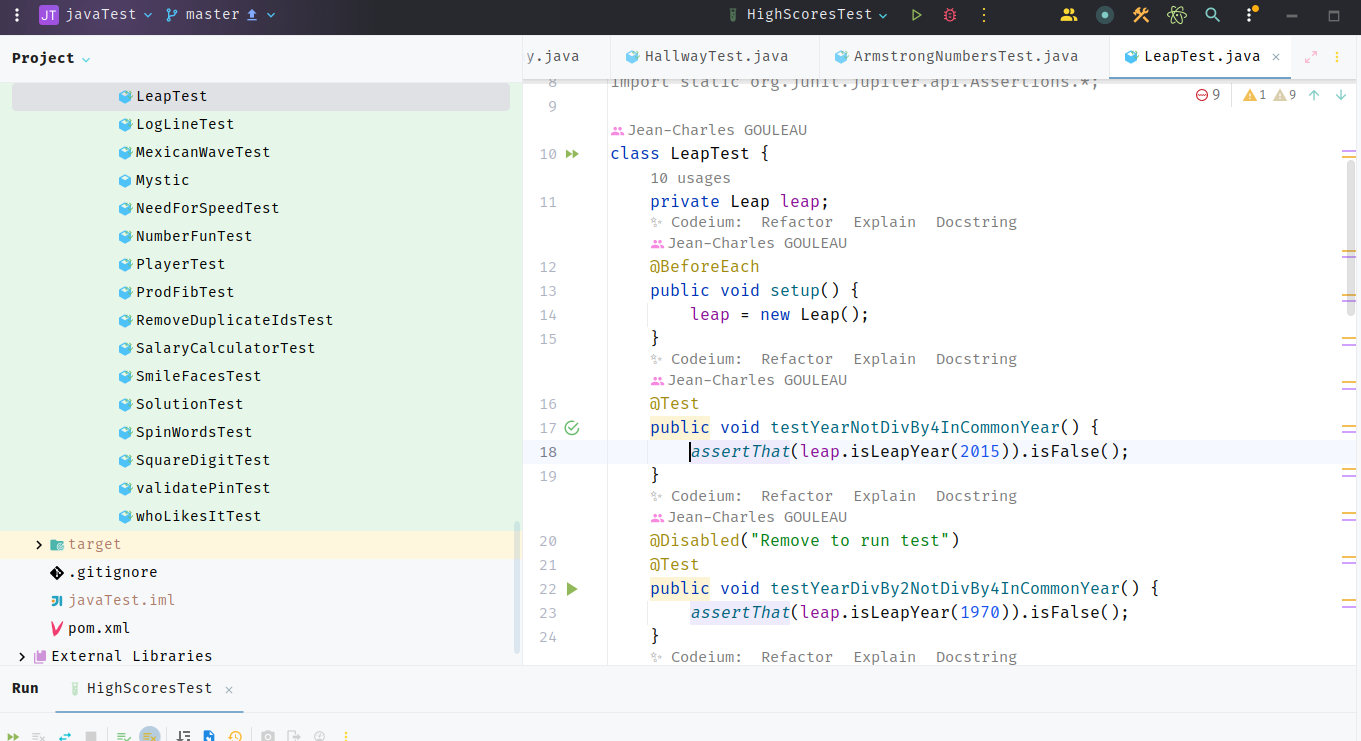 JT javaTest master HighScoresTest
Project
y.java HallwayTest.java ArmstrongNumbersTest.java LeapTest.java
LeapTest
LogLineTest
MexicanWaveTest
Mystic
NeedForSpeedTest
NumberFunTest
PlayerTest
ProdFibTest
RemoveDuplicateIdsTest
SalaryCalculatorTest
SmileFacesTest
SolutionTest
SpinWordsTest
SquareDigitTest
validatePinTest
whoLikesItTest
target
.gitignore
javaTest.iml
pom.xml
External Libraries
8 import static org.junit.jupiter.api.Assertions.*;
9 1 9
9
Jean-Charles GOULEAU
10 class LeapTest {
10 usages
11 private Leap leap;
Codeium: Refactor Explain Docstring
Jean-Charles GOULEAU
12 @BeforeEach
13 public void setup() {
14 leap = new Leap();
15 }
Codeium: Refactor Explain Docstring
Jean-Charles GOULEAU
16 @Test
17 public void testYearNotDivBy4InCommonYear() {
18 assertThat(leap.isLeapYear(2015)).isFalse();
19 }
Codeium: Refactor Explain Docstring
Jean-Charles GOULEAU
20 @Disabled("Remove to run test")
21 @Test
22 public void testYearDivBy2NotDivBy4InCommonYear() {
23 assertThat(leap.isLeapYear(1970)).isFalse();
24 }
Codeium: Refactor Explain Docstring
Run HighScoresTest